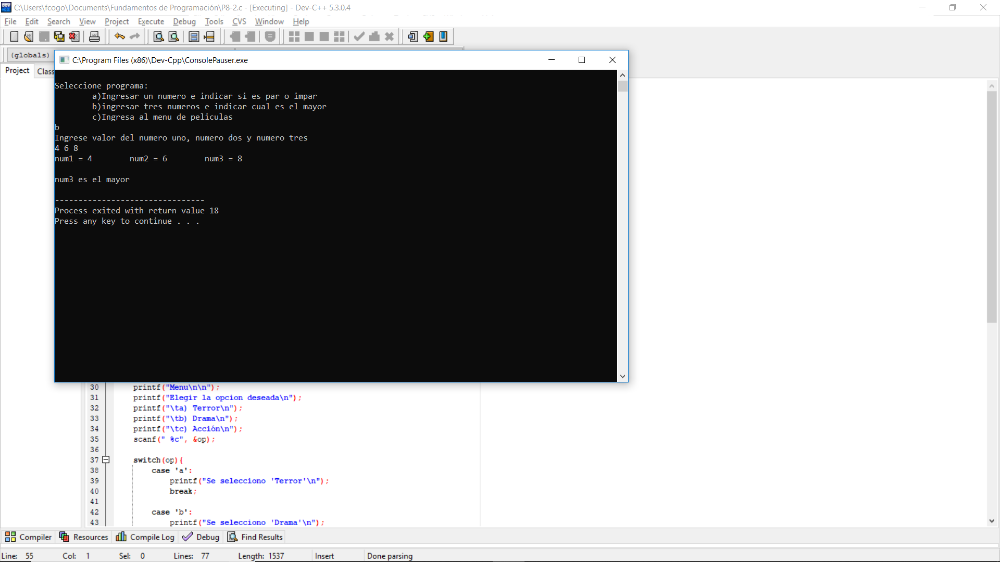 C:\Users\fcogo\Documents\Fundamentos de Programación\P8-2.c - [Executing] - Dev-C++ 5.3.0.4
File Edit Search View Project Execute Debug Tools CVS Window Help
(globals)
Project Class
C:\Program Files (x86)\Dev-Cpp\ConsolePauser.exe
Seleccione programa:
a)Ingresar un numero e indicar si es par o impar
b)ingresar tres numeros e indicar cual es el mayor
c)Ingresa al menu de peliculas
b
Ingrese valor del numero uno, numero dos y numero tres
4 6 8
num1 = 4 num2 = 6 num3 = 8
num3 es el mayor
--------------------------------
Process exited with return value 18
Press any key to continue . . .
30 printf("Menu\n\n");
31 printf("Elegir la opcion deseada\n");
32 printf("\ta) Terror\n");
33 printf("\tb) Drama\n");
34 printf("\tc) Acción\n");
35 scanf(" %c", &op);
36
37 switch(op){
38 case 'a':
39 printf("Se selecciono 'Terror'\n");
40 break;
41
42 case 'b':
43 printf("Se selecciono 'Drama'\n");
Compiler Resources Compile Log Debug Find Results
Line: 55 Col: 1 Sel: 0 Lines: 77 Length: 1537 Insert Done parsing